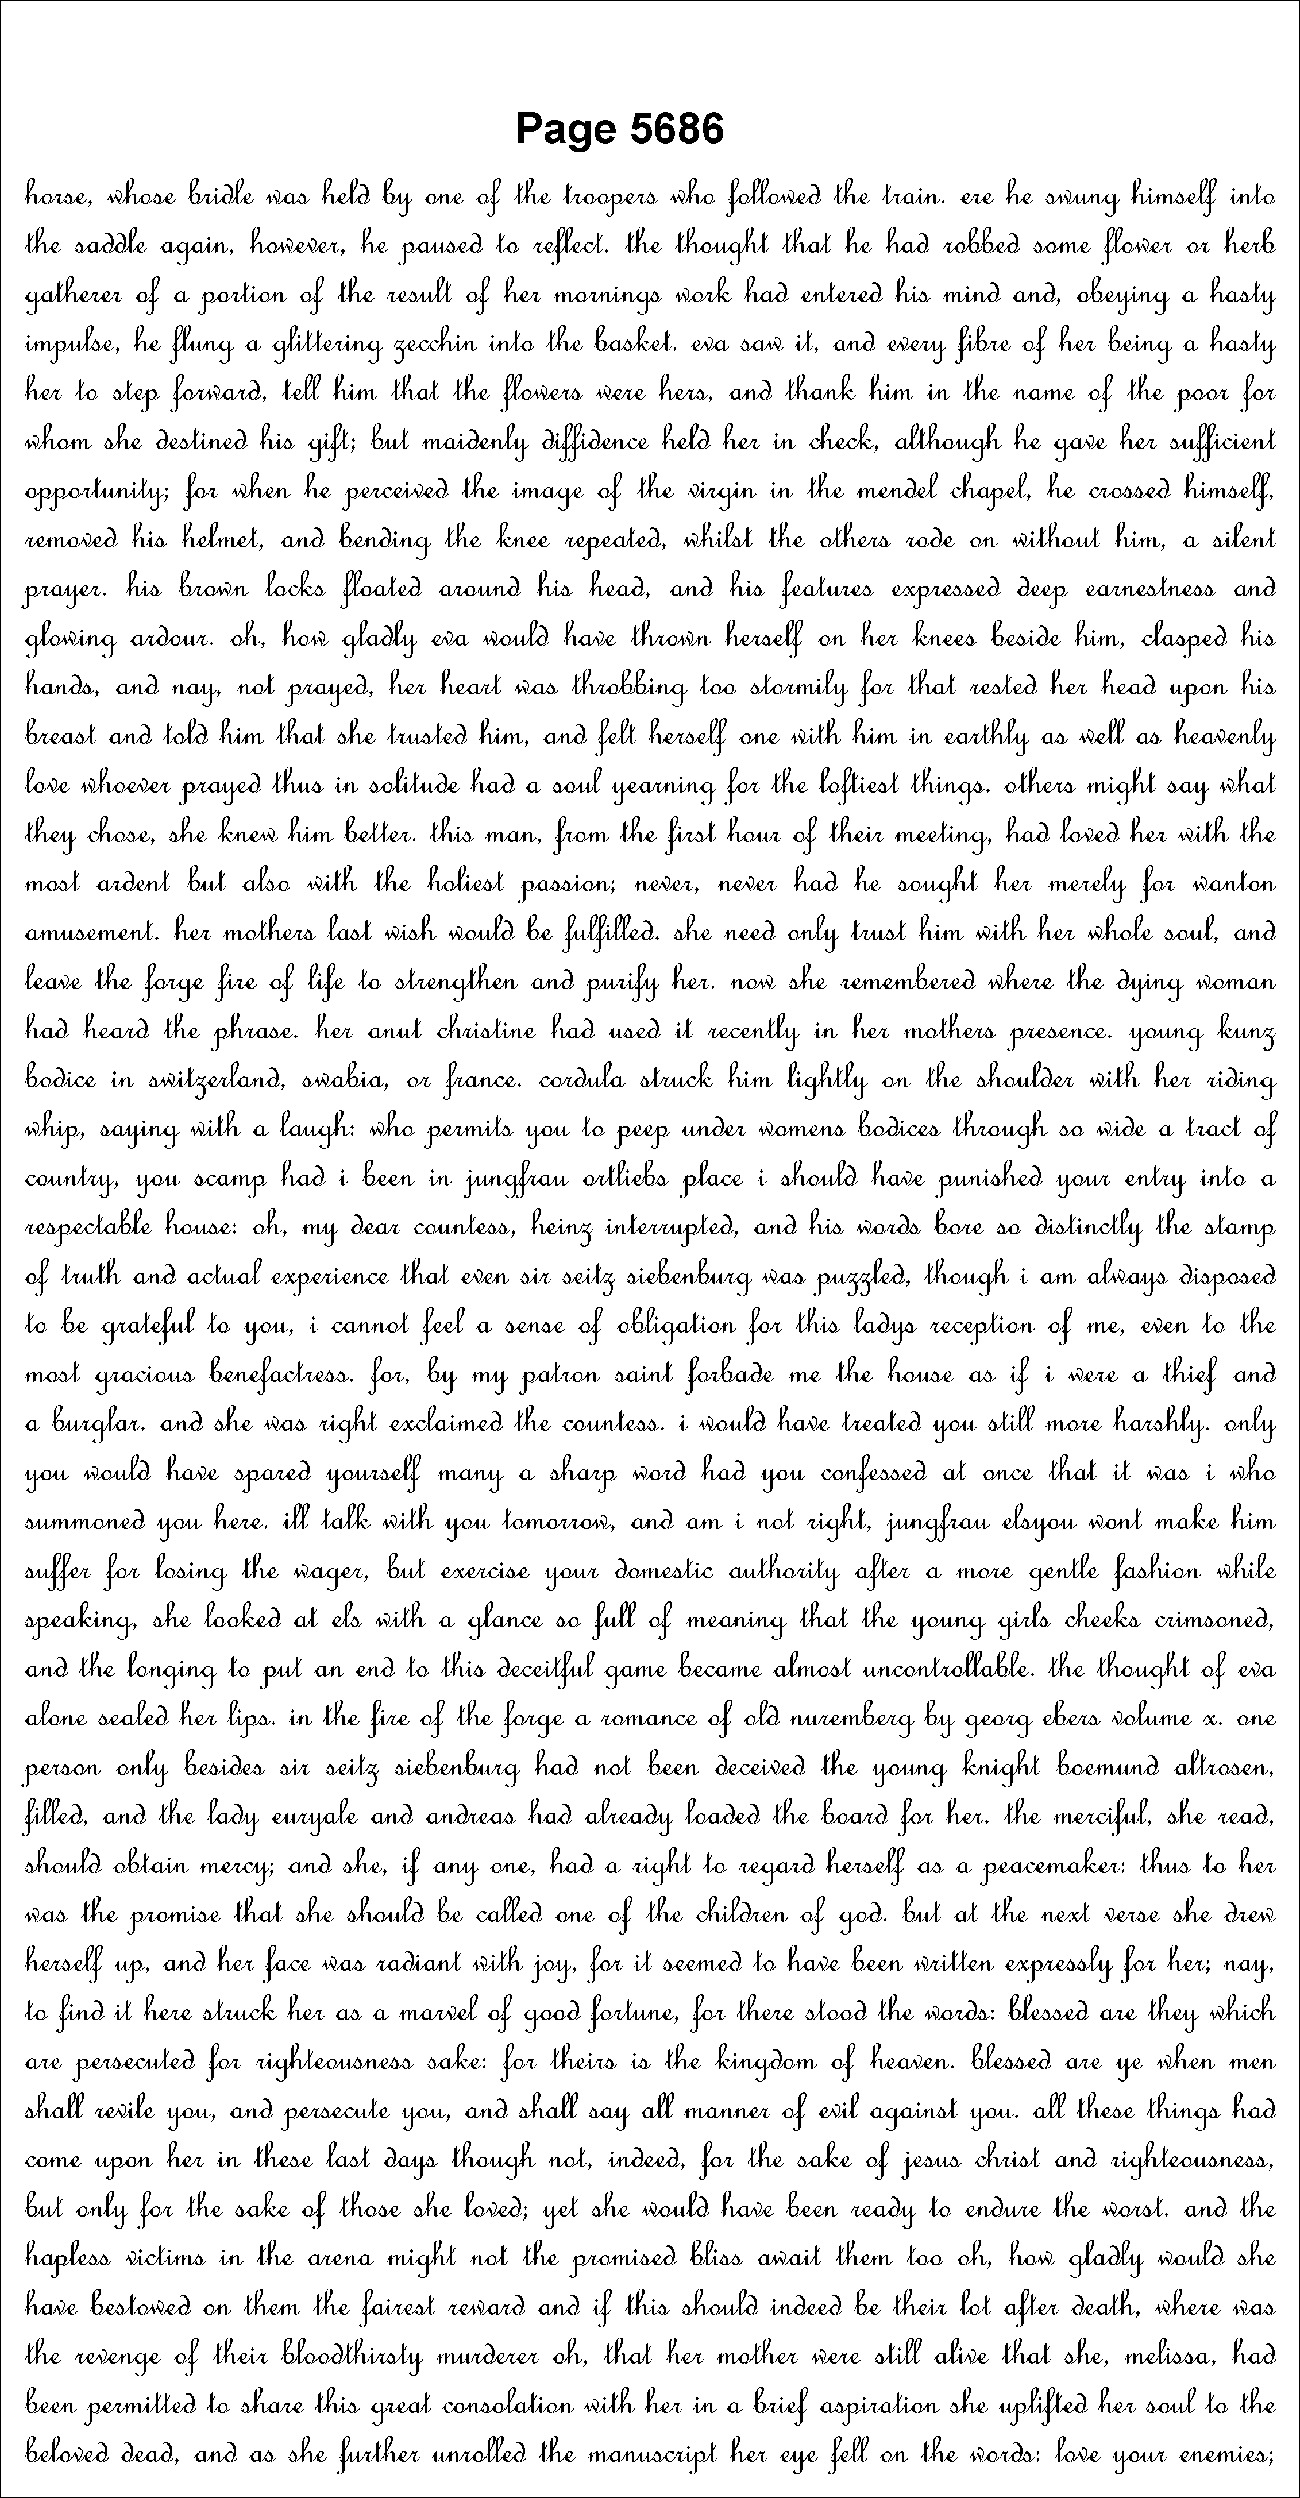 Page 5686
horse, whose bridle was held by one of the troopers who followed the train. ere he swung himself into
the saddle again, however, he paused to reflect. the thought that he had robbed some flower or herb
gatherer of a portion of the result of her mornings work had entered his mind and, obeying a hasty
impulse, he flung a glittering zecchin into the basket. eva saw it, and every fibre of her being a hasty
her to step forward, tell him that the flowers were hers, and thank him in the name of the poor for
whom she destined his gift; but maidenly diffidence held her in check, although he gave her sufficient
opportunity; for when he perceived the image of the virgin in the mendel chapel, he crossed himself,
removed his helmet, and bending the knee repeated, whilst the others rode on without him, a silent
prayer. his brown locks floated around his head, and his features expressed deep earnestness and
glowing ardour. oh, how gladly eva would have thrown herself on her knees beside him, clasped his
hands, and nay, not prayed, her heart was throbbing too stormily for that rested her head upon his
breast and told him that she trusted him, and felt herself one with him in earthly as well as heavenly
love whoever prayed thus in solitude had a soul yearning for the loftiest things. others might say what
they chose, she knew him better. this man, from the first hour of their meeting, had loved her with the
most ardent but also with the holiest passion; never, never had he sought her merely for wanton
amusement. her mothers last wish would be fulfilled. she need only trust him with her whole soul, and
leave the forge fire of life to strengthen and purify her. now she remembered where the dying woman
had heard the phrase. her anut christine had used it recently in her mothers presence. young kunz
bodice in switzerland, swabia, or france. cordula struck him lightly on the shoulder with her riding
whip, saying with a laugh: who permits you to peep under womens bodices through so wide a tract of
country, you scamp had i been in jungfrau ortliebs place i should have punished your entry into a
respectable house: oh, my dear countess, heinz interrupted, and his words bore so distinctly the stamp
of truth and actual experience that even sir seitz siebenburg was puzzled, though i am always disposed
to be grateful to you, i cannot feel a sense of obligation for this ladys reception of me, even to the
most gracious benefactress. for, by my patron saint forbade me the house as if i were a thief and
a burglar. and she was right exclaimed the countess. i would have treated you still more harshly. only
you would have spared yourself many a sharp word had you confessed at once that it was i who
summoned you here. ill talk with you tomorrow, and am i not right, jungfrau elsyou wont make him
suffer for losing the wager, but exercise your domestic authority after a more gentle fashion while
speaking, she looked at els with a glance so full of meaning that the young girls cheeks crimsoned,
and the longing to put an end to this deceitful game became almost uncontrollable. the thought of eva
alone sealed her lips. in the fire of the forge a romance of old nuremberg by georg ebers volume x. one
person only besides sir seitz siebenburg had not been deceived the young knight boemund altrosen,
filled, and the lady euryale and andreas had already loaded the board for her. the merciful, she read,
should obtain mercy; and she, if any one, had a right to regard herself as a peacemaker: thus to her
was the promise that she should be called one of the children of god. but at the next verse she drew
herself up, and her face was radiant with joy, for it seemed to have been written expressly for her; nay,
to find it here struck her as a marvel of good fortune, for there stood the words: blessed are they which
are persecuted for righteousness sake: for theirs is the kingdom of heaven. blessed are ye when men
shall revile you, and persecute you, and shall say all manner of evil against you. all these things had
come upon her in these last days though not, indeed, for the sake of jesus christ and righteousness,
but only for the sake of those she loved; yet she would have been ready to endure the worst. and the
hapless victims in the arena might not the promised bliss await them too oh, how gladly would she
have bestowed on them the fairest reward and if this should indeed be their lot after death, where was
the revenge of their bloodthirsty murderer oh, that her mother were still alive that she, melissa, had
been permitted to share this great consolation with her in a brief aspiration she uplifted her soul to the
beloved dead, and as she further unrolled the manuscript her eye fell on the words: love your enemies;